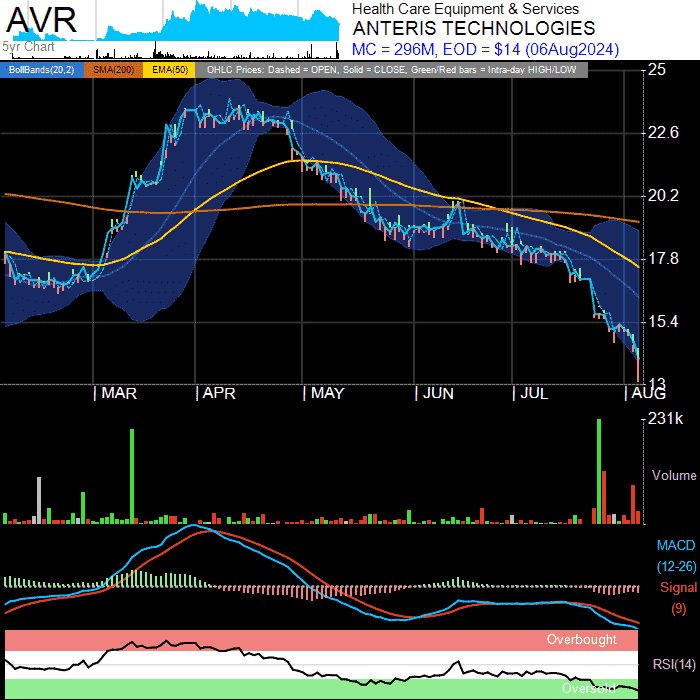 AVR
5yr Chart
Health Care Equipment & Services
ANTERIS TECHNOLOGIES
MC = 296M, EOD = $14 (06Aug2024)
BollBands(20,2) SMA(200) EMA(50) OHLC Prices: Dashed = OPEN, Solid = CLOSE, Green/Red bars = Intra-day HIGH/LOW
25
22.6
20.2
17.8
15.4
13
MAR APR MAY JUN JUL AUG
231k
Volume
MACD
(12-26)
Signal
(9)
Overbought
RSI(14)
Oversold